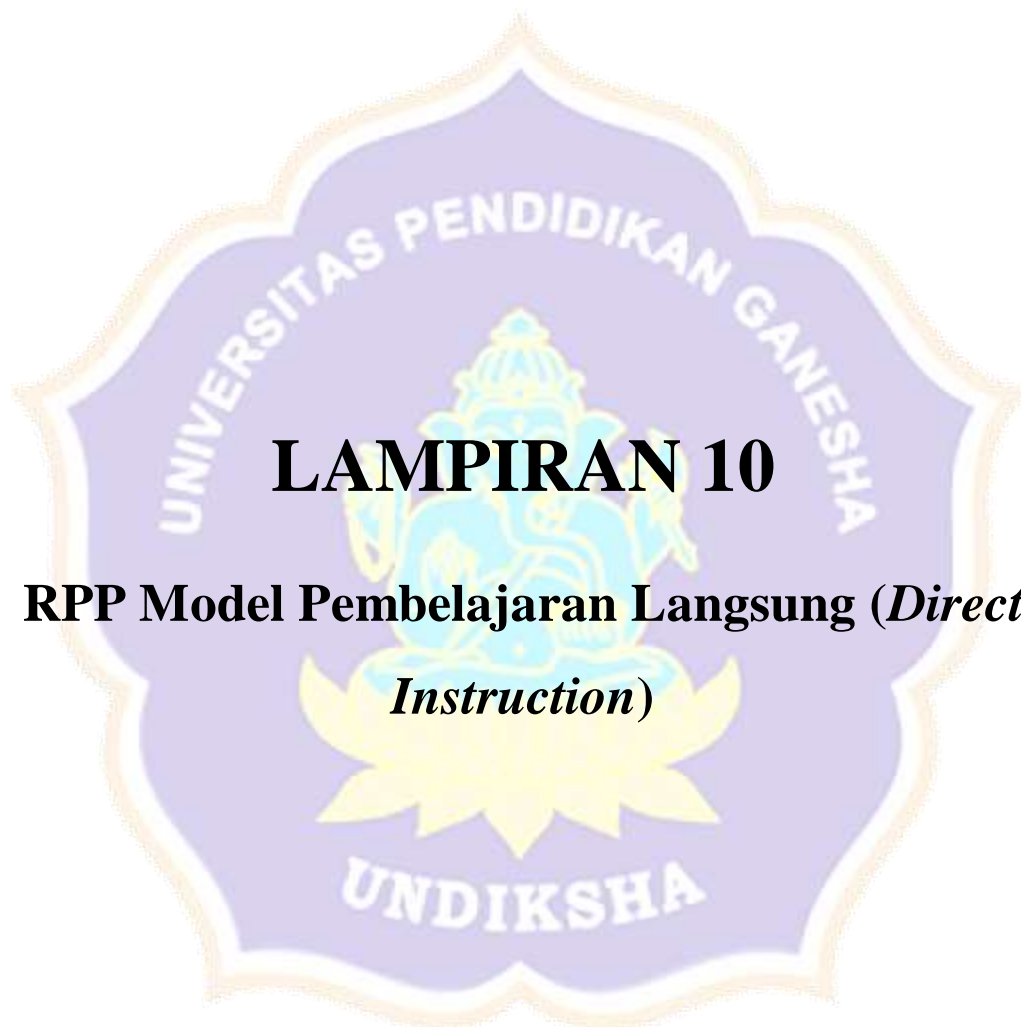 UNIVERSITAS PENDIDIKAN GANESHA
LAMPIRAN 10
RPP Model Pembelajaran Langsung (Direct
Instruction)
UNDIKSHA